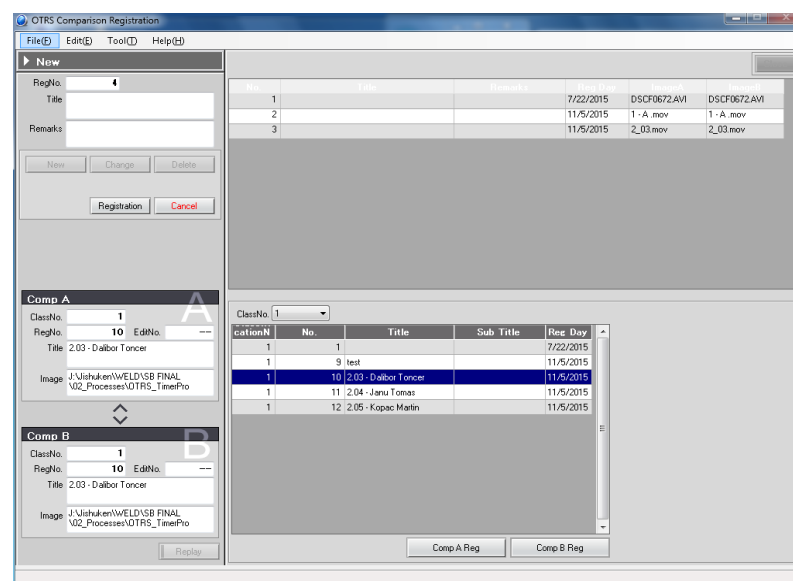 OTRS Comparison Registration
File(F) Edit(E) Tool(T) Help(H)
New
RegNo. 4
Title
Remarks
New Change Delete
Registration Cancel
No. Title Remarks Reg Day ImageA ImageB
1 7/22/2015 DSCF0672.AVI DSCF0672.AVI
2 11/5/2015 1 - A .mov 1 - A .mov
3 11/5/2015 2_03.mov 2_03.mov
Comp A
A
ClassNo. 1
RegNo. 10 EditNo. --
Title 2.03 - Dalibor Toncer
Image J:\Jishuken\WELD\SB FINAL
\02_Processes\OTRS_TimerPro
Comp B
B
ClassNo. 1
RegNo. 10 EditNo. --
Title 2.03 - Dalibor Toncer
Image J:\Jishuken\WELD\SB FINAL
\02_Processes\OTRS_TimerPro
Replay
ClassNo. 1
cationN No. Title Sub Title Reg Day
1 1 7/22/2015
1 9 test 11/5/2015
1 10 2.03 - Dalibor Toncer 11/5/2015
1 11 2.04 - Janu Tomas 11/5/2015
1 12 2.05 - Kopac Martin 11/5/2015
Comp A Reg Comp B Reg